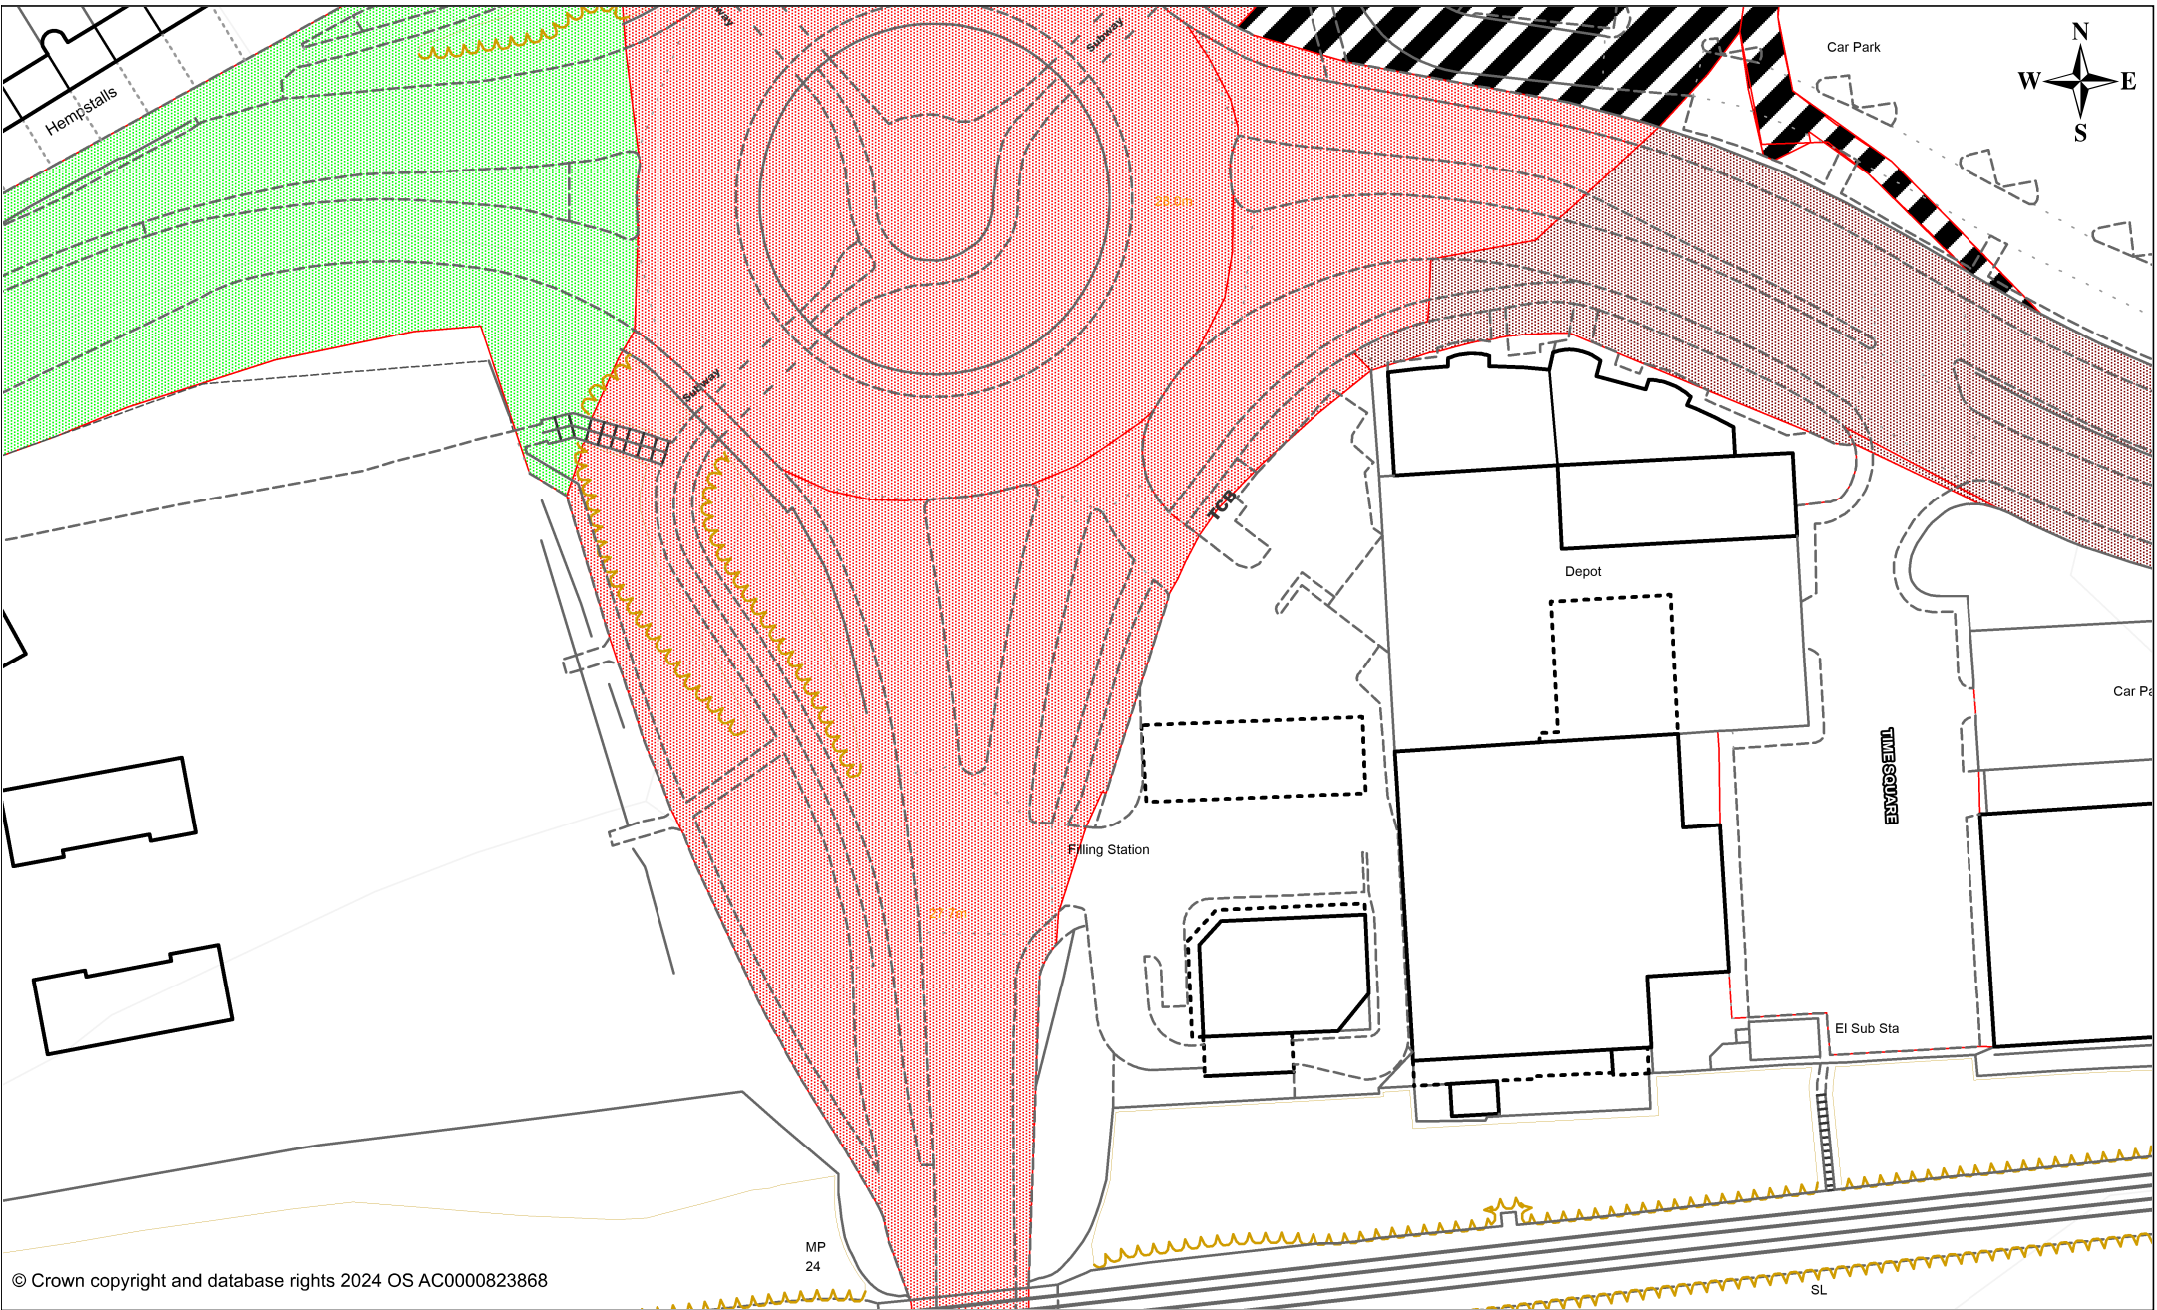 Subway
Car Park
N
W E
S
Hempstalls
Subway
TCB
Depot
Car Pa
TIME SQUARE
Filling Station
El Sub Sta
MP
24
© Crown copyright and database rights 2024 OS AC0000823868
SL